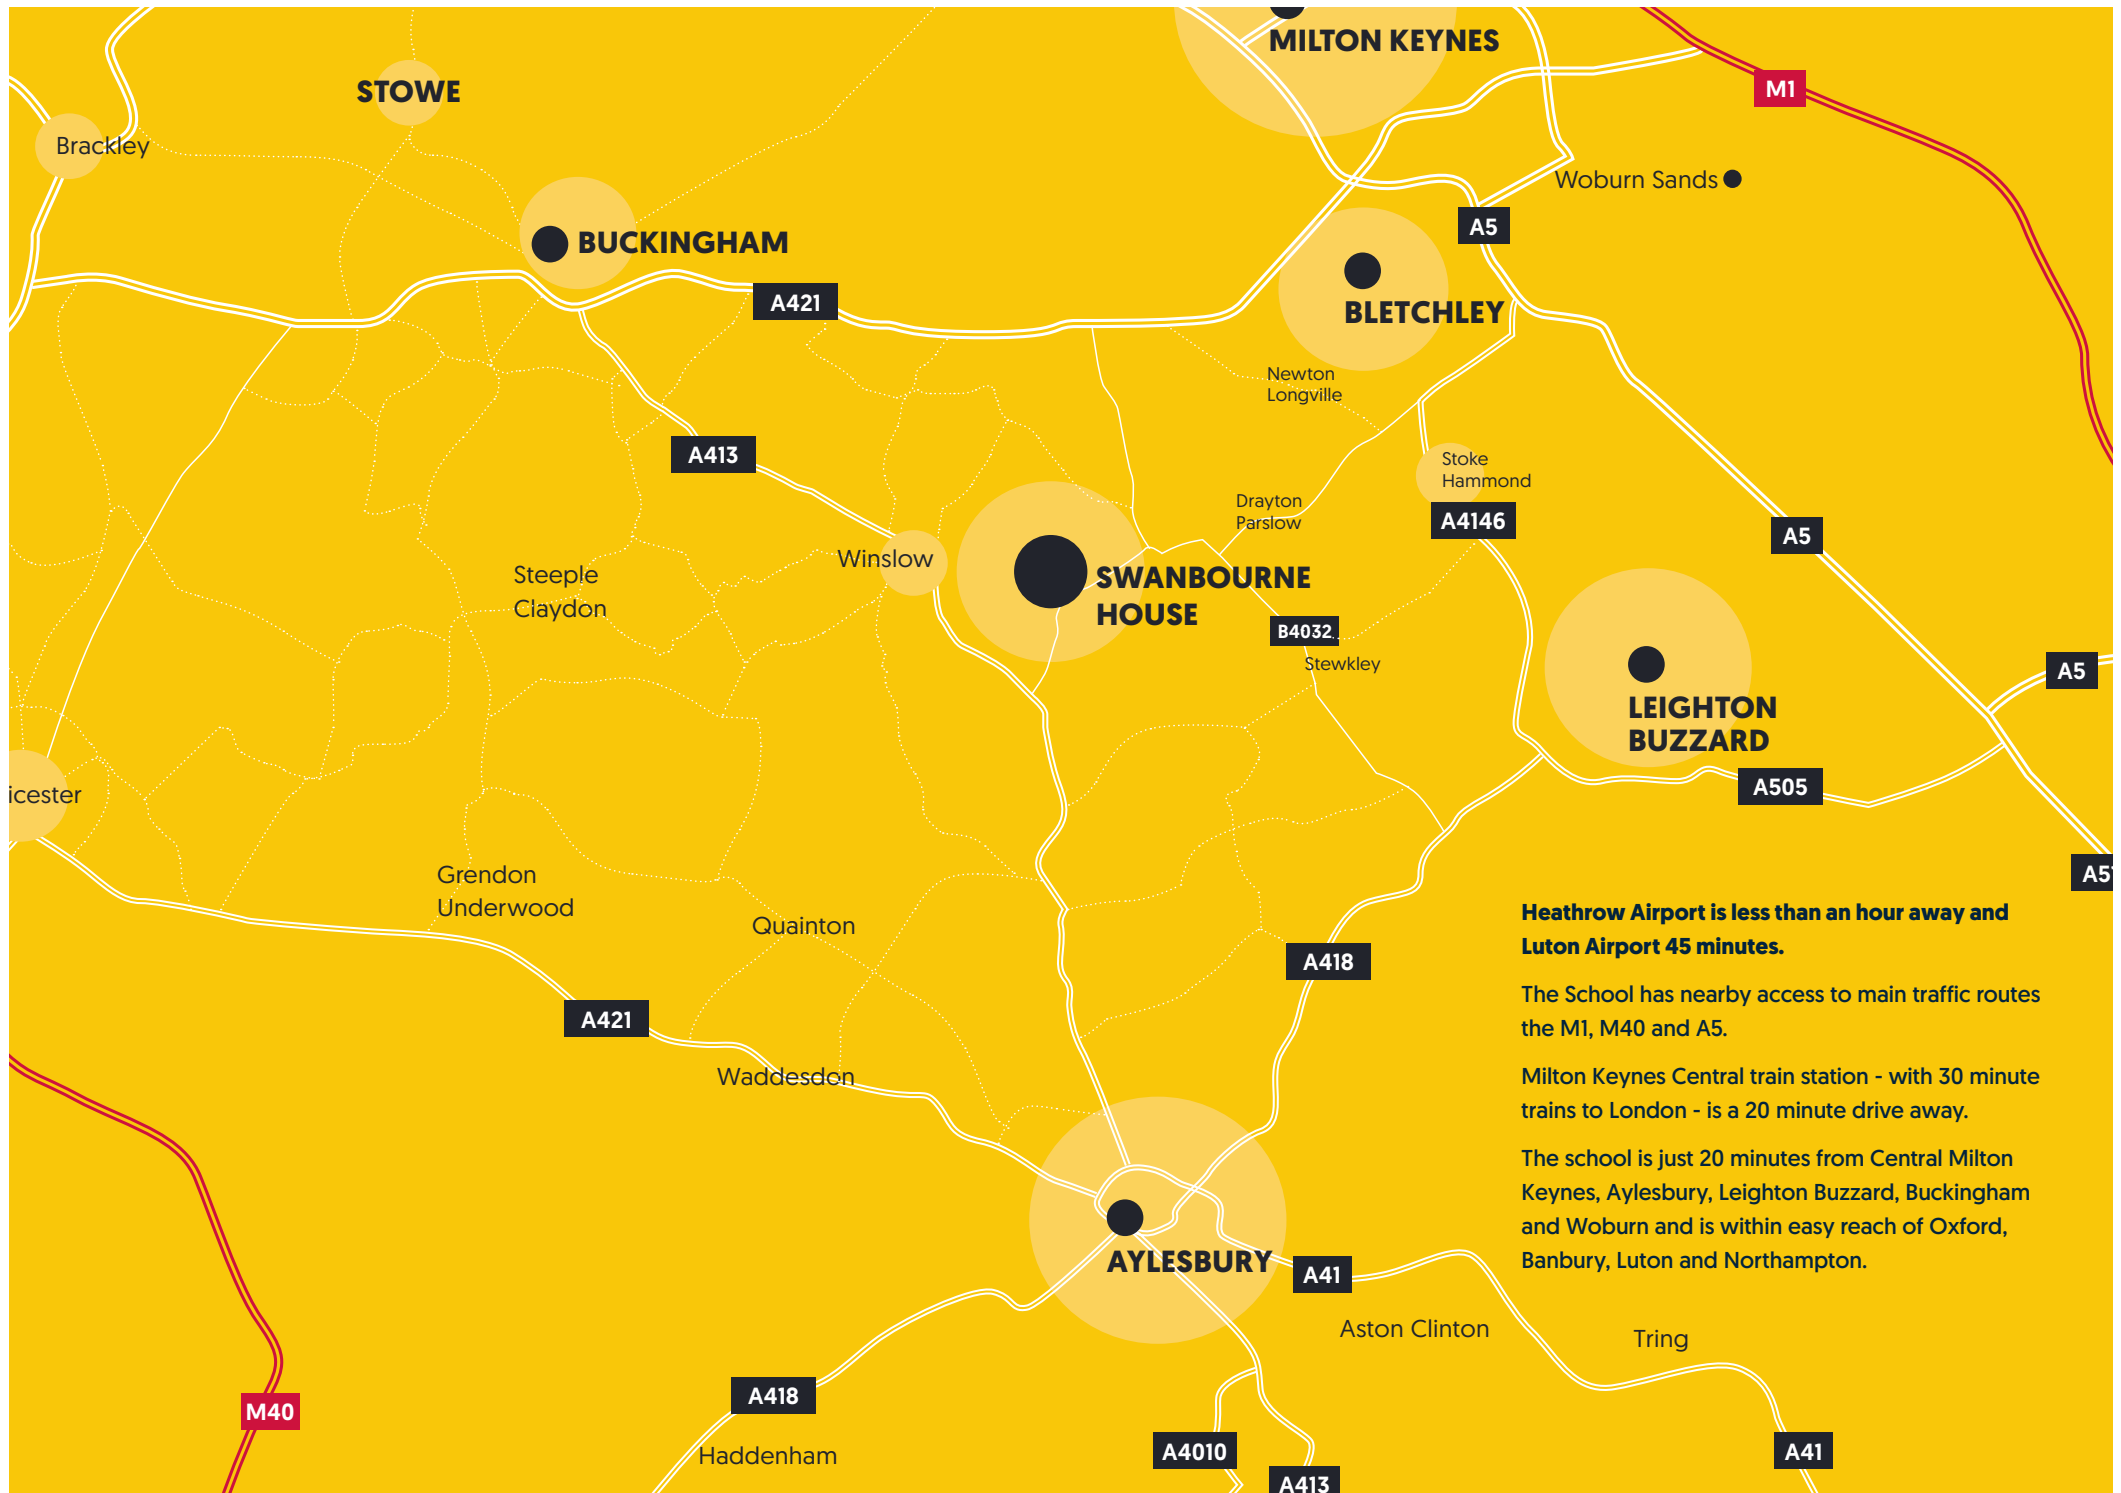 MILTON KEYNES
STOWE
M1
Brackley
Woburn Sands
A5
BUCKINGHAM
A421
BLETCHLEY
Newton
Longville
A413
Stoke
Hammond
Drayton
Parslow
A4146
A5
Winslow
Steeple
Claydon
SWANBOURNE
HOUSE
B4032
Stewkley
A5
LEIGHTON
BUZZARD
A505
icester
Grendon
Underwood
A5
Quainton
A418
A421
Waddesdon
Heathrow Airport is less than an hour away and
Luton Airport 45 minutes.
The School has nearby access to main traffic routes
the M1, M40 and A5.
Milton Keynes Central train station - with 30 minute
trains to London - is a 20 minute drive away.
The school is just 20 minutes from Central Milton
Keynes, Aylesbury, Leighton Buzzard, Buckingham
and Woburn and is within easy reach of Oxford,
Banbury, Luton and Northampton.
AYLESBURY
A41
Aston Clinton
Tring
A418
M40
Haddenham
A4010
A413
A41